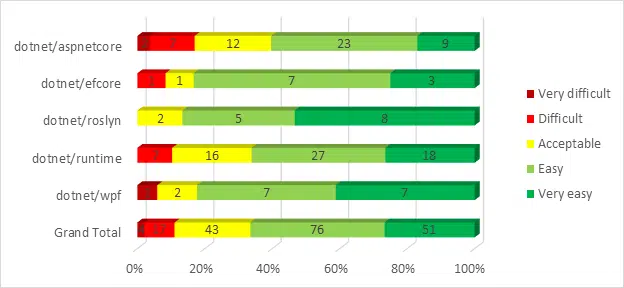 dotnet/aspnetcore 12 23 9
dotnet/efcore 1 7 3
dotnet/roslyn 2 5 8
dotnet/runtime 16 27 18
dotnet/wpf 2 7 7
Grand Total 43 76 51
0% 20% 40% 60% 80% 100%
Very difficult
Difficult
Acceptable
Easy
Very easy